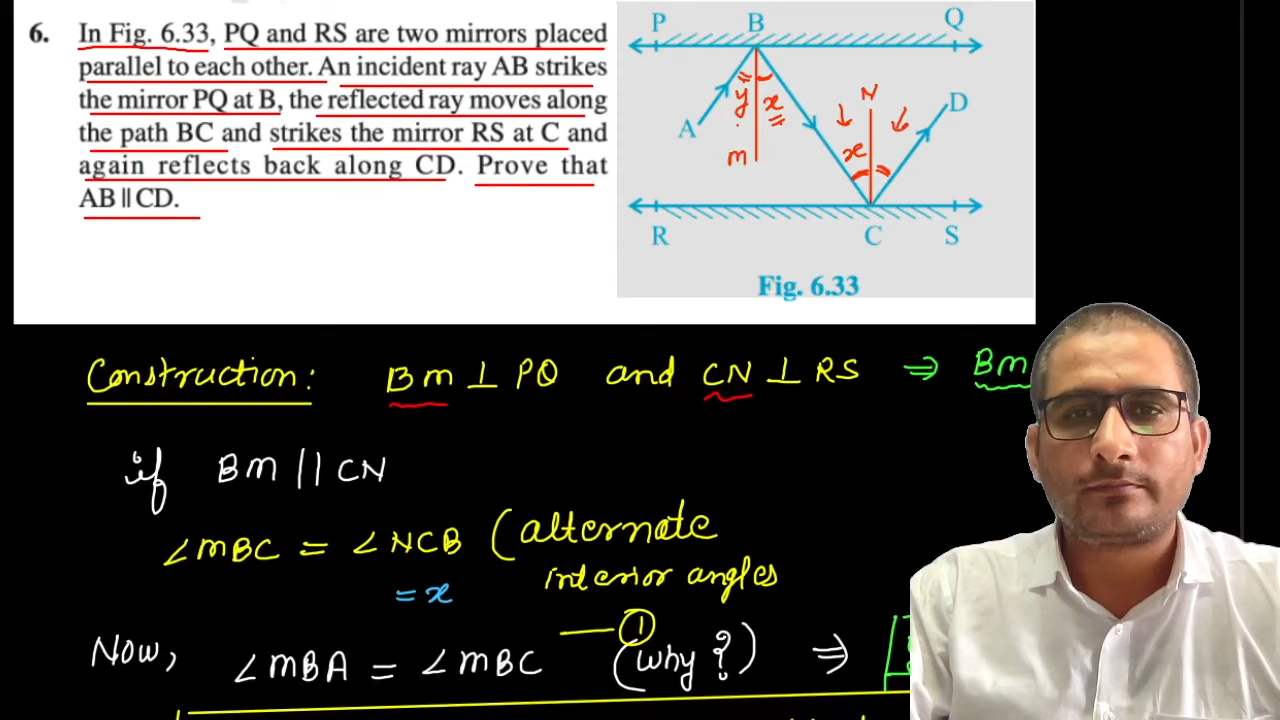 6. In Fig. 6.33, PQ and RS are two mirrors placed
parallel to each other. An incident ray AB strikes
the mirror PQ at B, the reflected ray moves along
the path BC and strikes the mirror RS at C and
again reflects back along CD. Prove that
AB || CD.
P B Q
A y x N D
m x
R C S
Fig. 6.33
Construction: Bm ⊥ PQ and CN ⊥ RS ⇒ Bm
if Bm || CN
∠mBC = ∠NCB (alternate
interior angles
= x
Now, ∠mBA = ∠mBC — 1 (why?) ⇒